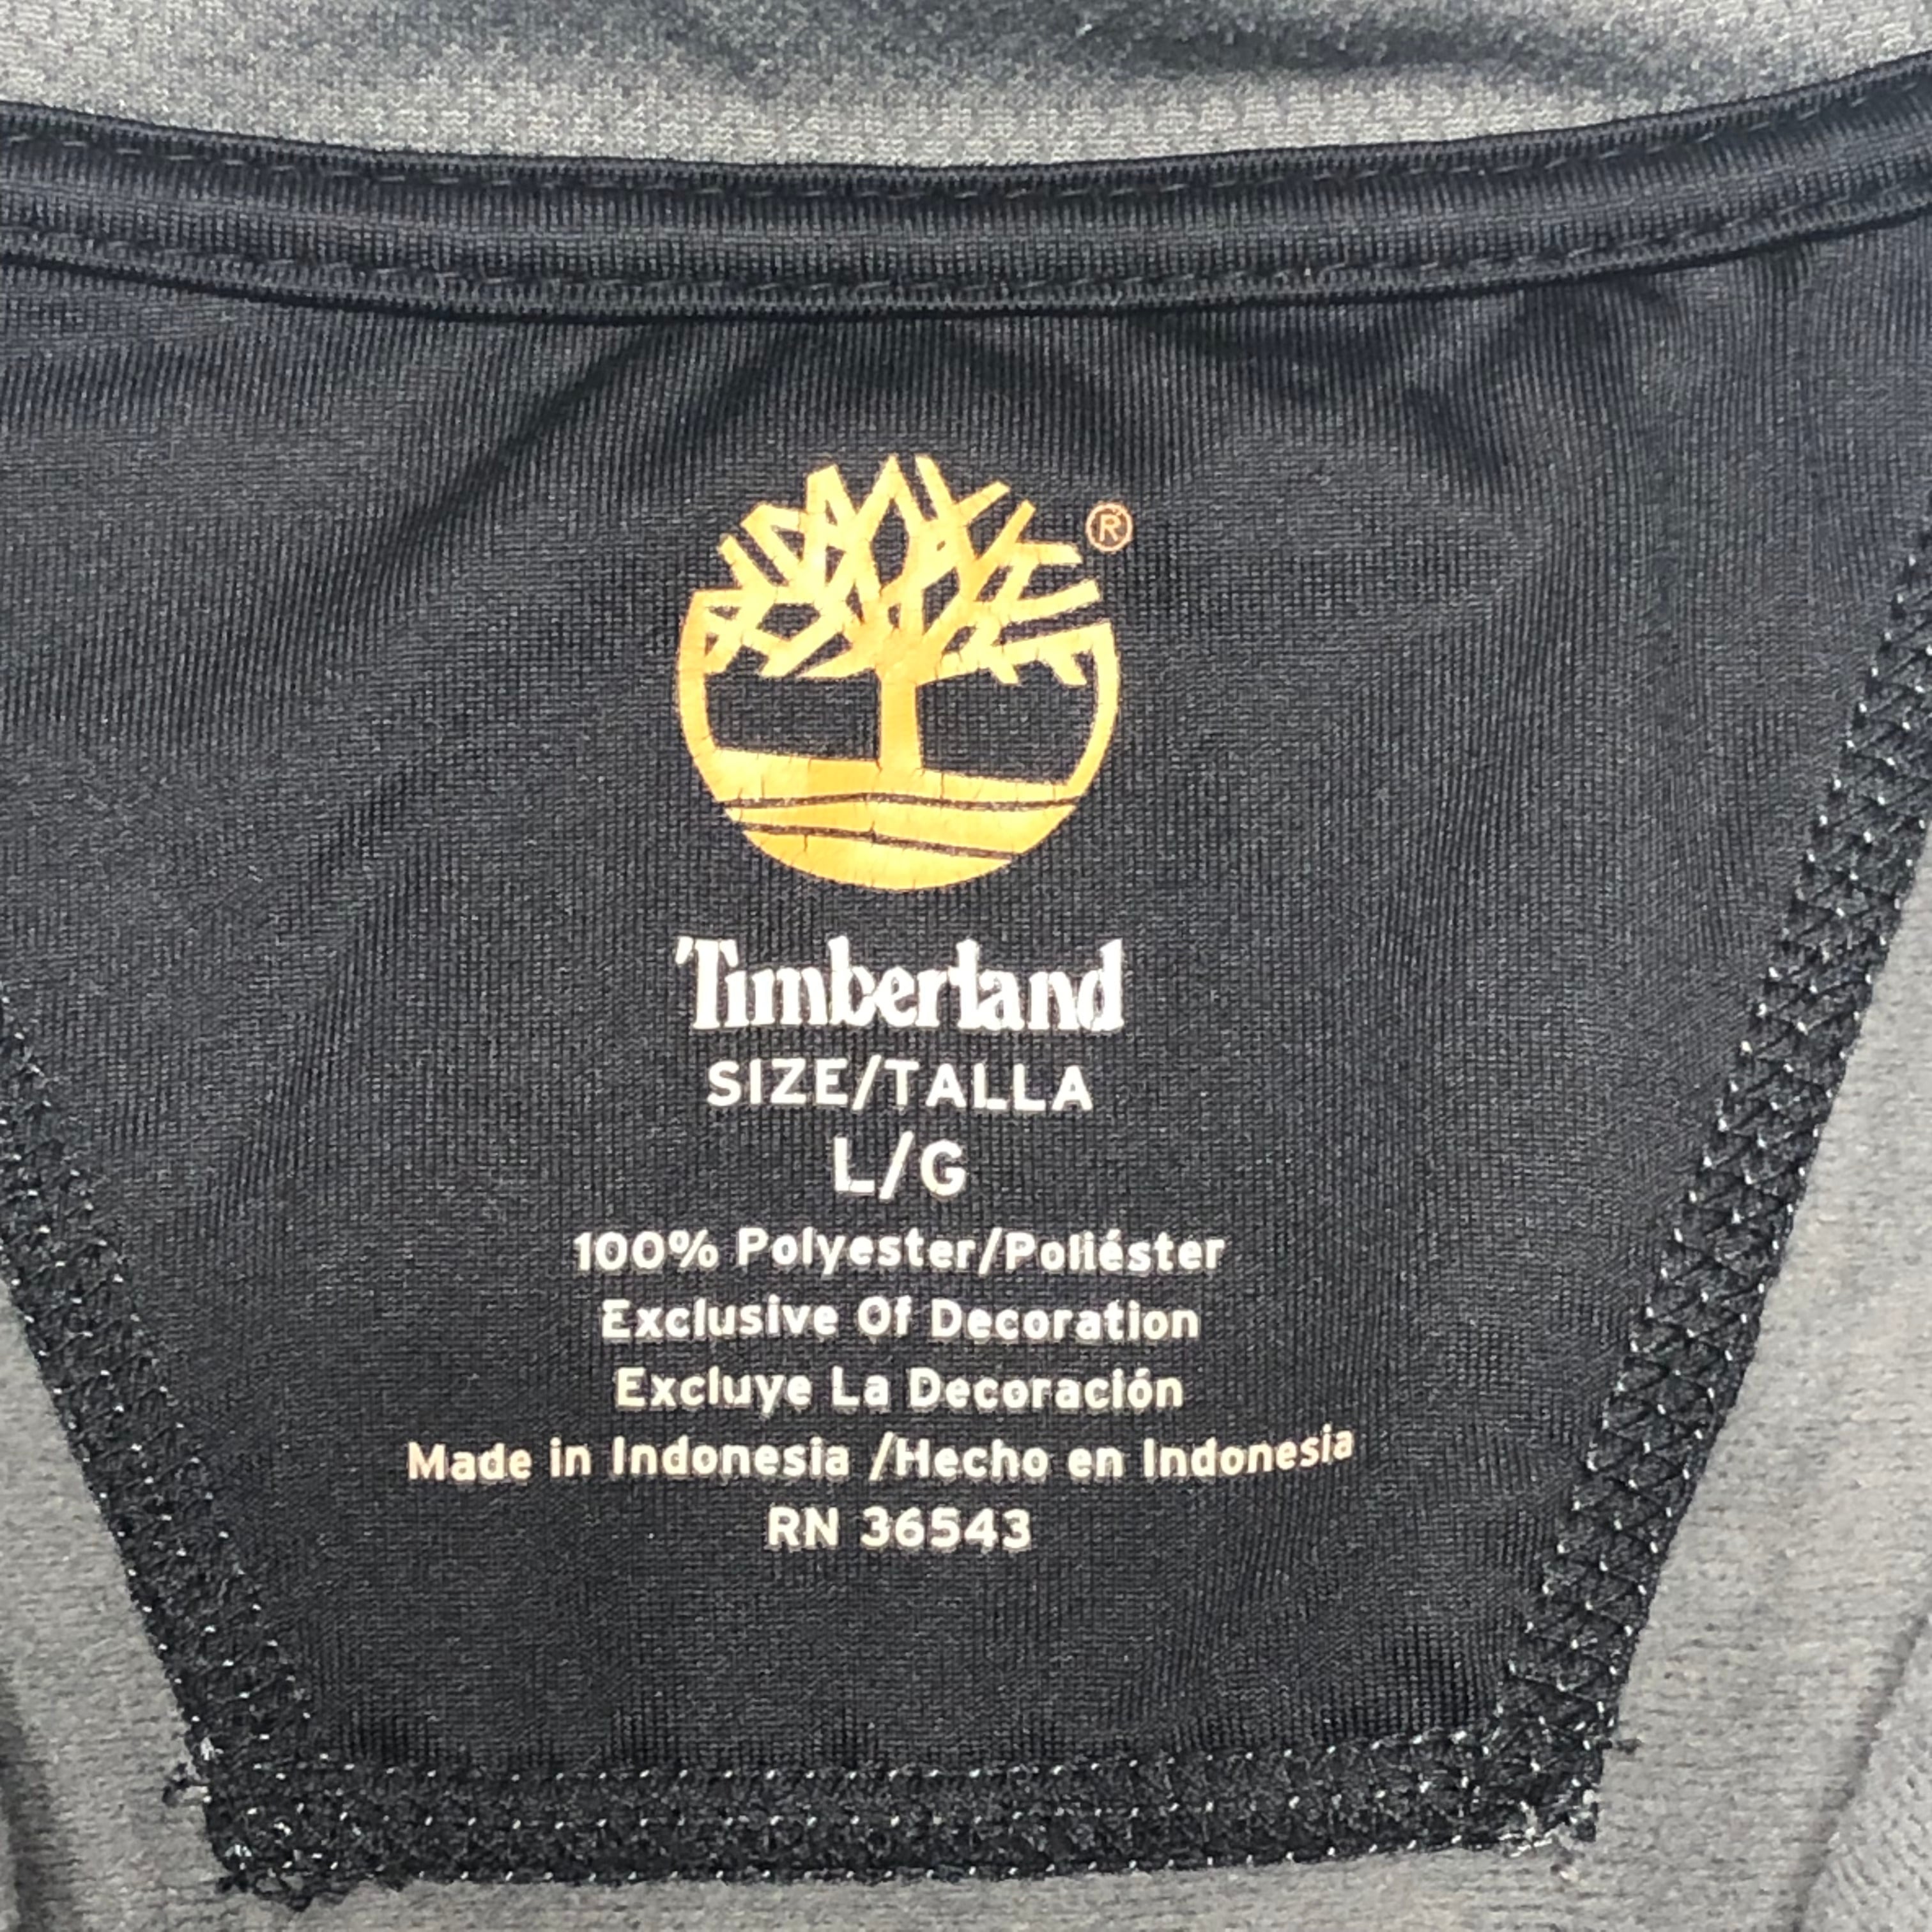 ®
Timberland
SIZE/TALLA
L/G
100% Polyester/Poliéster
Exclusive Of Decoration
Excluye La Decoración
Made in Indonesia /Hecho en Indonesia
RN 36543